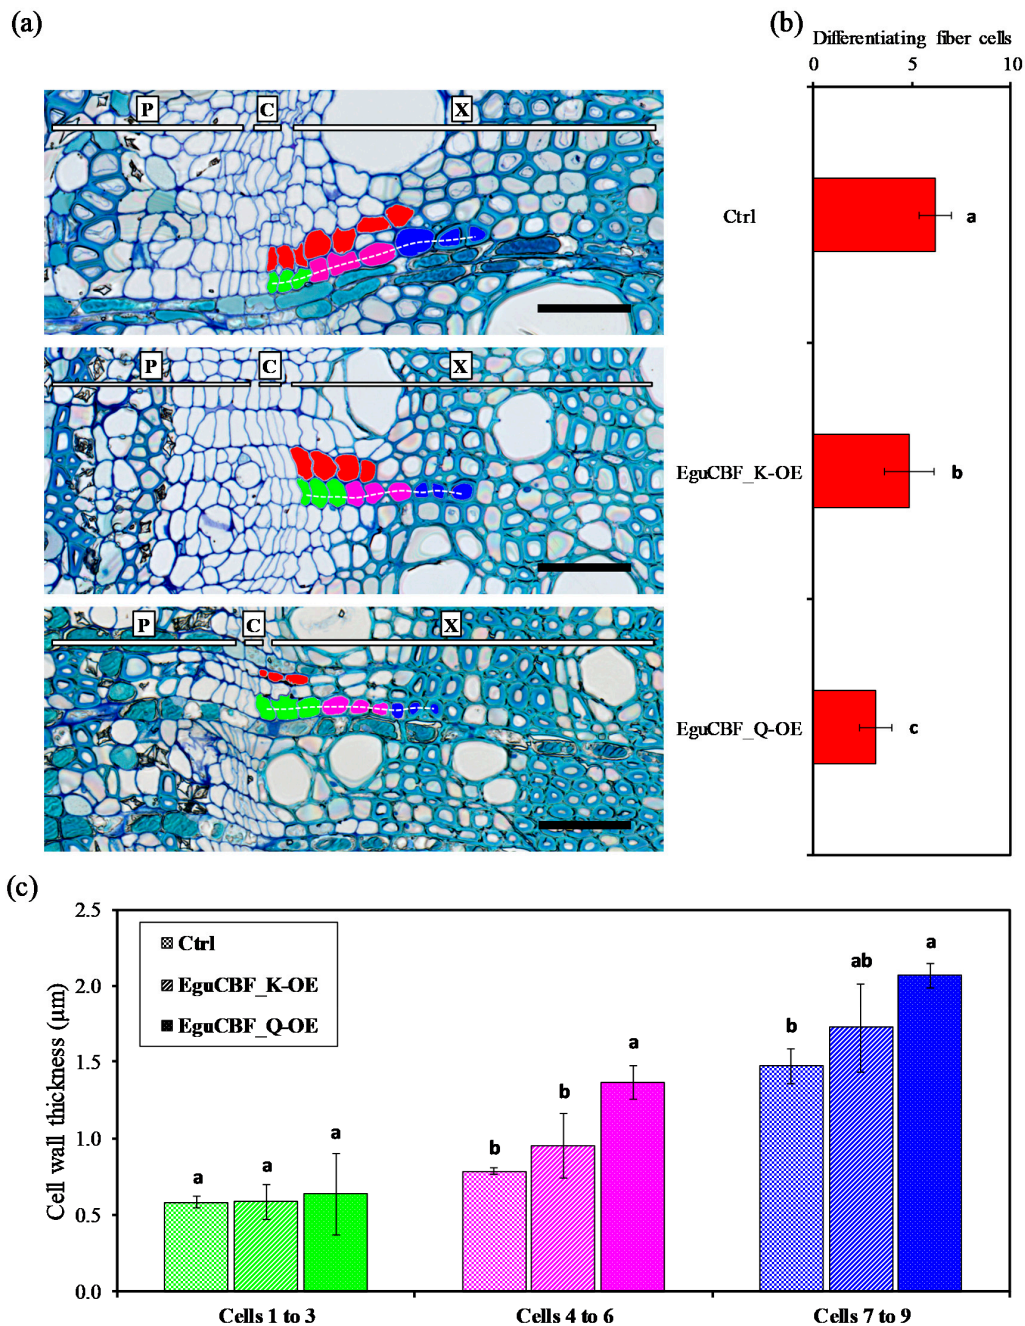 (a)
P C X
P C X
P C X
(b)
Differentiating fiber cells
0 5 10
Ctrl
a
EguCBF_K-OE
b
EguCBF_Q-OE
c
(c)
Cell wall thickness (µm)
2.5
2.0
1.5
1.0
0.5
0.0
Ctrl
EguCBF_K-OE
EguCBF_Q-OE
a a a
b b a
b ab a
Cells 1 to 3 Cells 4 to 6 Cells 7 to 9